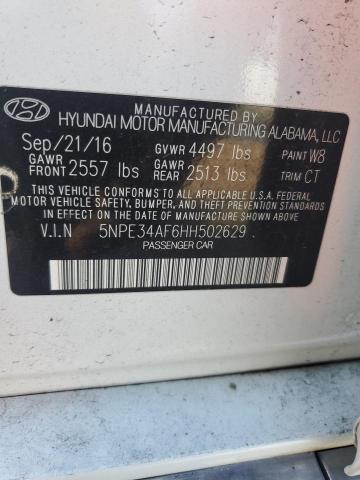 MANUFACTURED BY
HYUNDAI MOTOR MANUFACTURING ALABAMA, LLC
Sep/21/16 GVWR 4497 lbs PAINT W8
GAWR FRONT 2557 lbs GAWR REAR 2513 lbs TRIM CT
THIS VEHICLE CONFORMS TO ALL APPLICABLE U.S.A. FEDERAL
MOTOR VEHICLE SAFETY, BUMPER, AND THEFT PREVENTION
STANDARDS IN EFFECT ON THE DATE OF MANUFACTURE SHOWN ABOVE.
V.I.N 5NPE34AF6HH502629
PASSENGER CAR